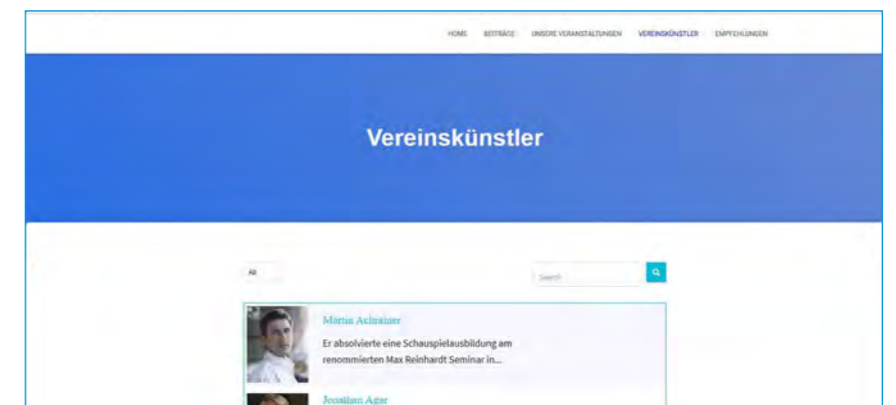 HOME BEITRÄGE UNSERE VERANSTALTUNGEN VEREINSKÜNSTLER EMPFEHLUNGEN
Vereinskünstler
All
Search
Martin Achrainer
Er absolvierte eine Schauspielausbildung am
renommierten Max Reinhardt Seminar in...
Jonathan Agar